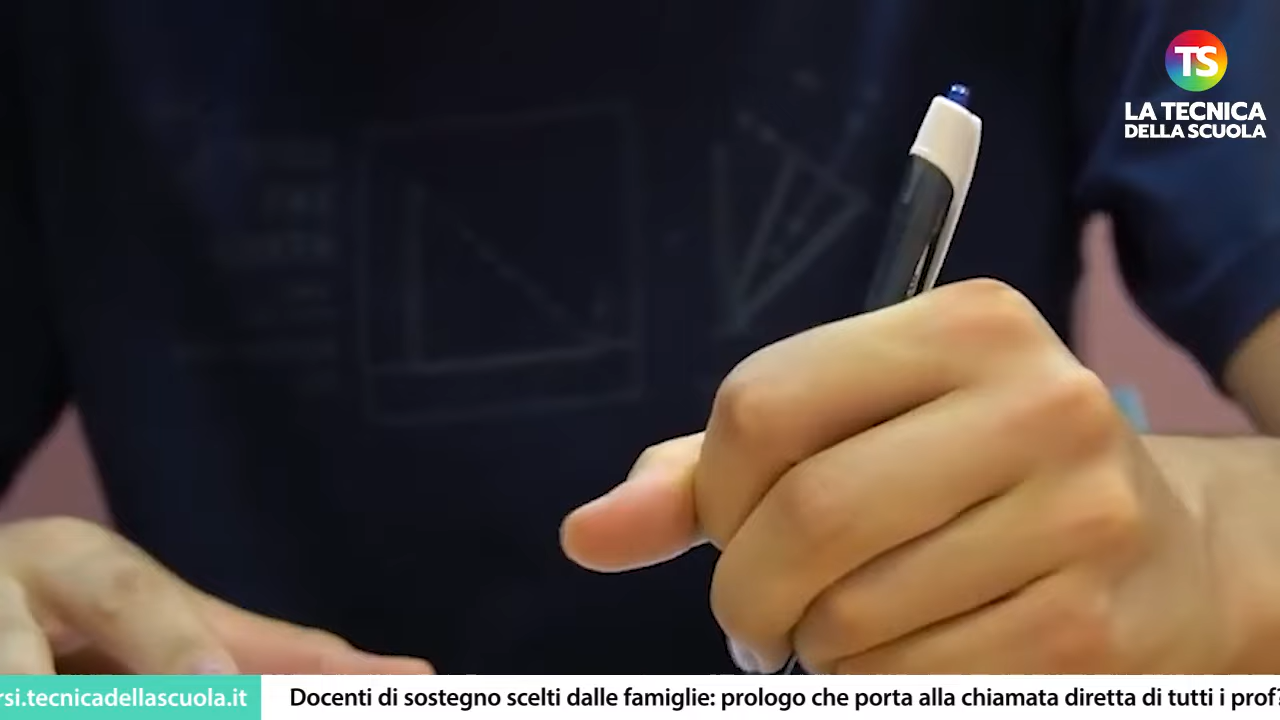 TS
LA TECNICA
DELLA SCUOLA
rsi.tecnicadellascuola.it
Docenti di sostegno scelti dalle famiglie: prologo che porta alla chiamata diretta di tutti i prof?